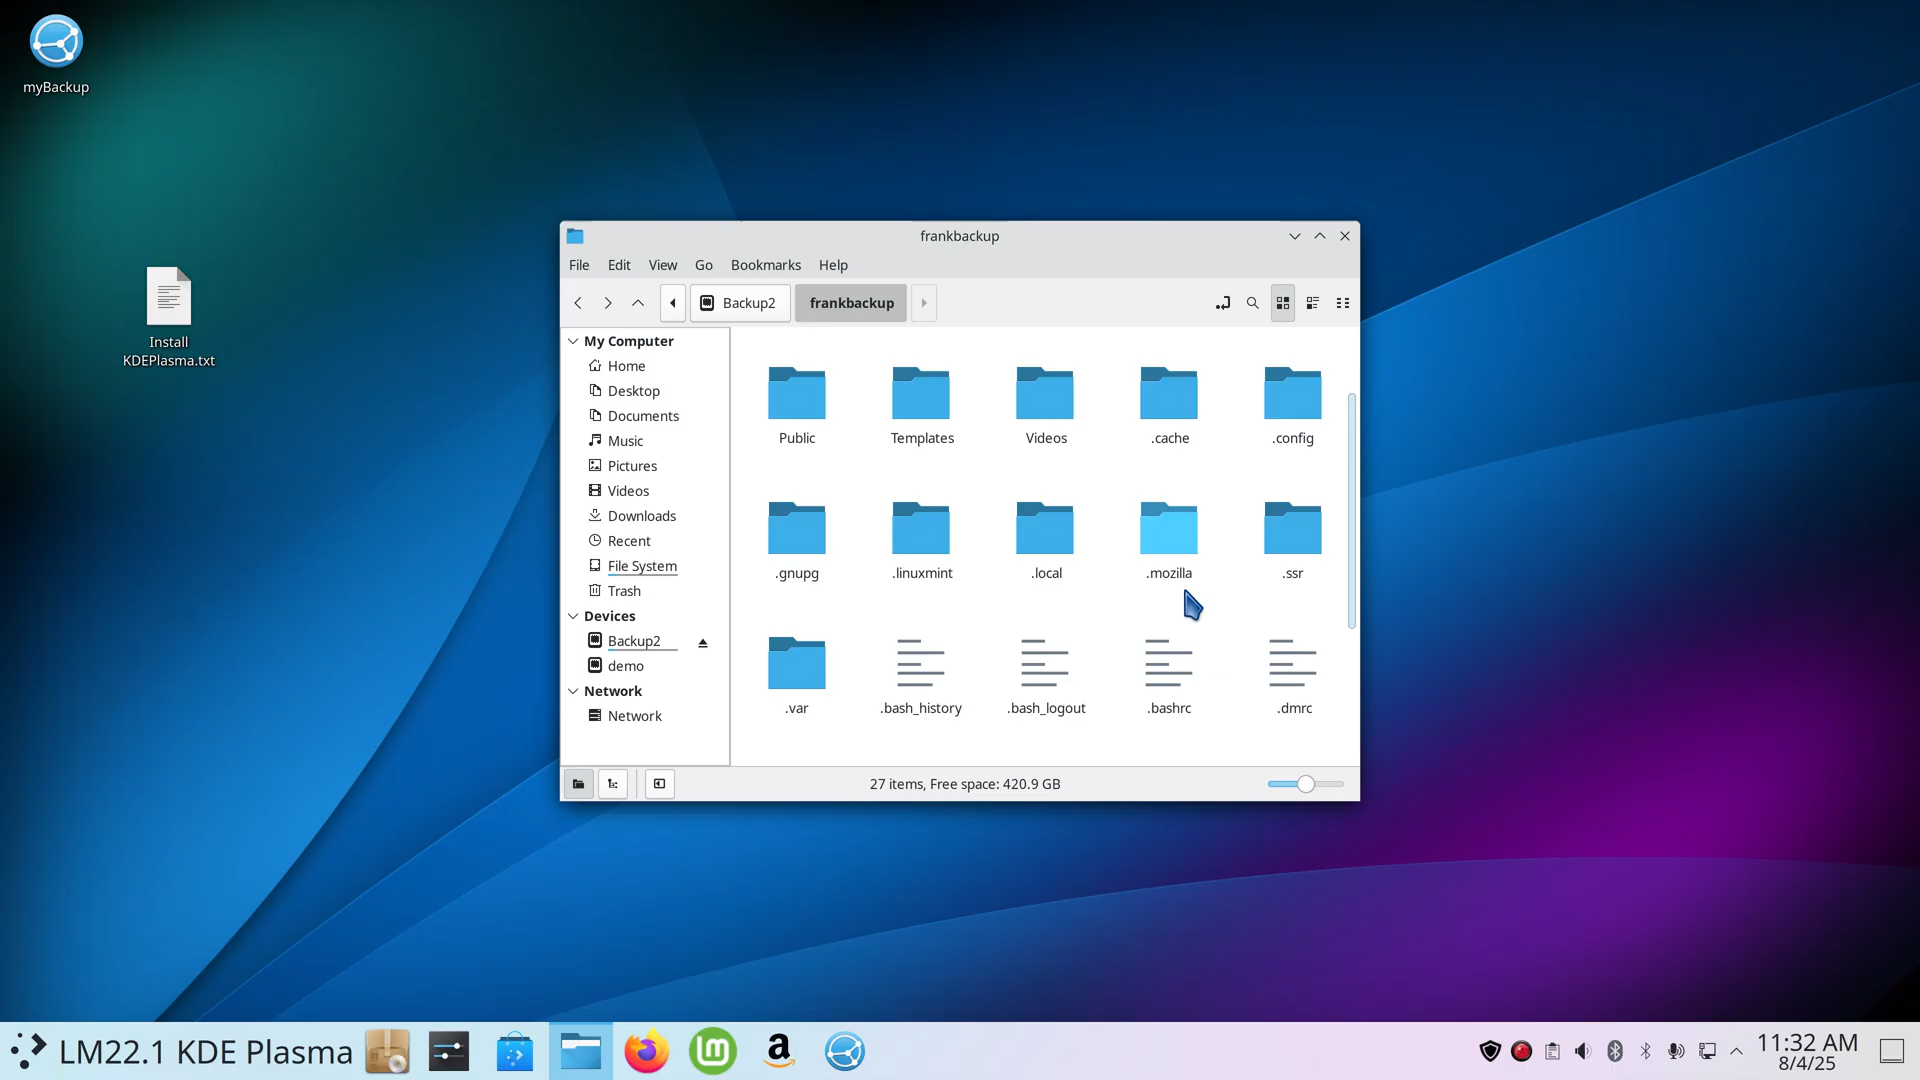 myBackup
Install
KDEPlasma.txt
frankbackup
File Edit View Go Bookmarks Help
Backup2 frankbackup
My Computer
Home
Desktop
Documents
Music
Pictures
Videos
Downloads
Recent
File System
Trash
Devices
Backup2
demo
Network
Network
Public Templates Videos .cache .config
.gnupg .linuxmint .local .mozilla .ssr
.var .bash_history .bash_logout .bashrc .dmrc
27 items, Free space: 420.9 GB
LM22.1 KDE Plasma
lm
a
11:32 AM
8/4/25